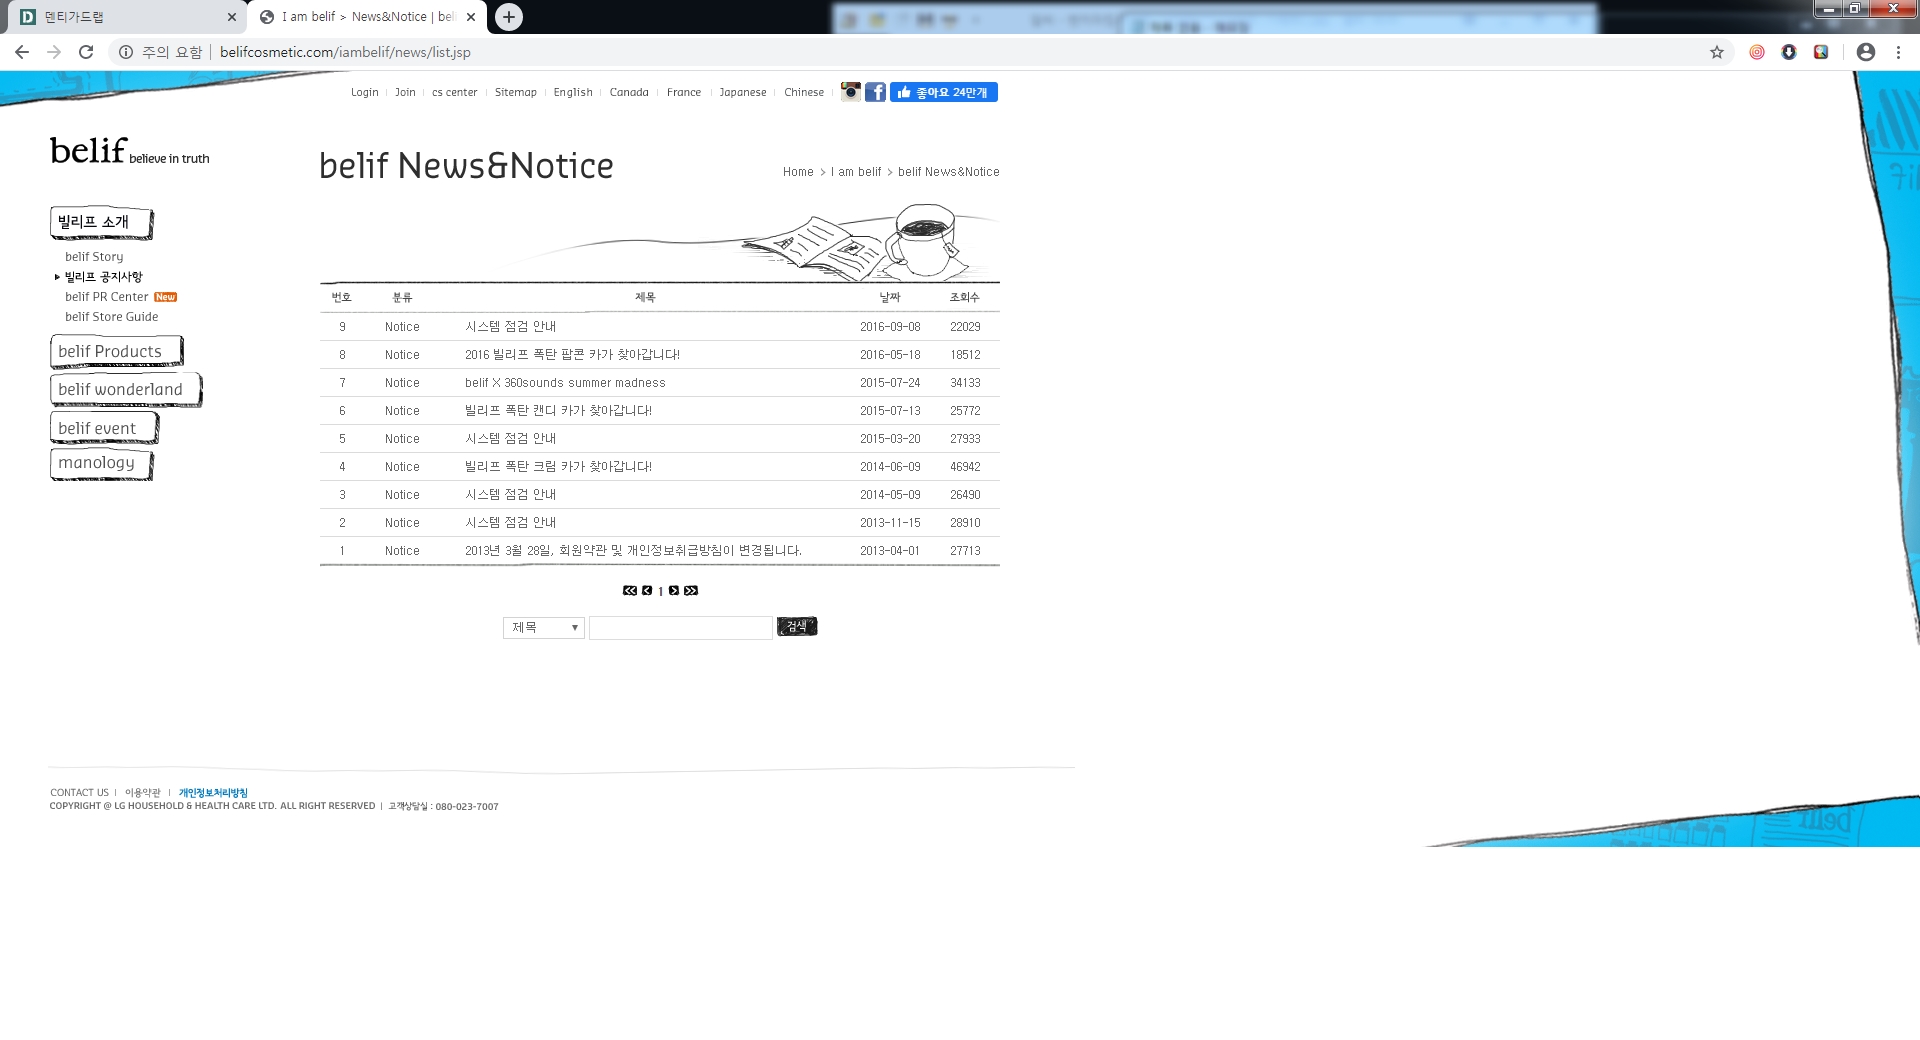 덴티가드랩
I am belif > News&Notice | beli
주의 요함 | belifcosmetic.com/iambelif/news/list.jsp
Login | Join | cs center | Sitemap | English | Canada | France | Japanese | Chinese | 좋아요 24만개
belif believe in truth
belif News&Notice
Home > I am belif > belif News&Notice
빌리프 소개
belif Story
빌리프 공지사항
belif PR Center New
belif Store Guide
belif Products
belif wonderland
belif event
manology
번호 분류 제목 날짜 조회수
9 Notice 시스템 점검 안내 2016-09-08 22029
8 Notice 2016 빌리프 폭탄 팝콘 카가 찾아갑니다! 2016-05-18 18512
7 Notice belif X 360sounds summer madness 2015-07-24 34133
6 Notice 빌리프 폭탄 캔디 카가 찾아갑니다! 2015-07-13 25772
5 Notice 시스템 점검 안내 2015-03-20 27933
4 Notice 빌리프 폭탄 크림 카가 찾아갑니다! 2014-06-09 46942
3 Notice 시스템 점검 안내 2014-05-09 26490
2 Notice 시스템 점검 안내 2013-11-15 28910
1 Notice 2013년 3월 28일, 회원약관 및 개인정보취급방침이 변경됩니다. 2013-04-01 27713
1
제목 검색
CONTACT US | 이용약관 | 개인정보처리방침
COPYRIGHT @ LG HOUSEHOLD & HEALTH CARE LTD. ALL RIGHT RESERVED | 고객상담실 : 080-023-7007